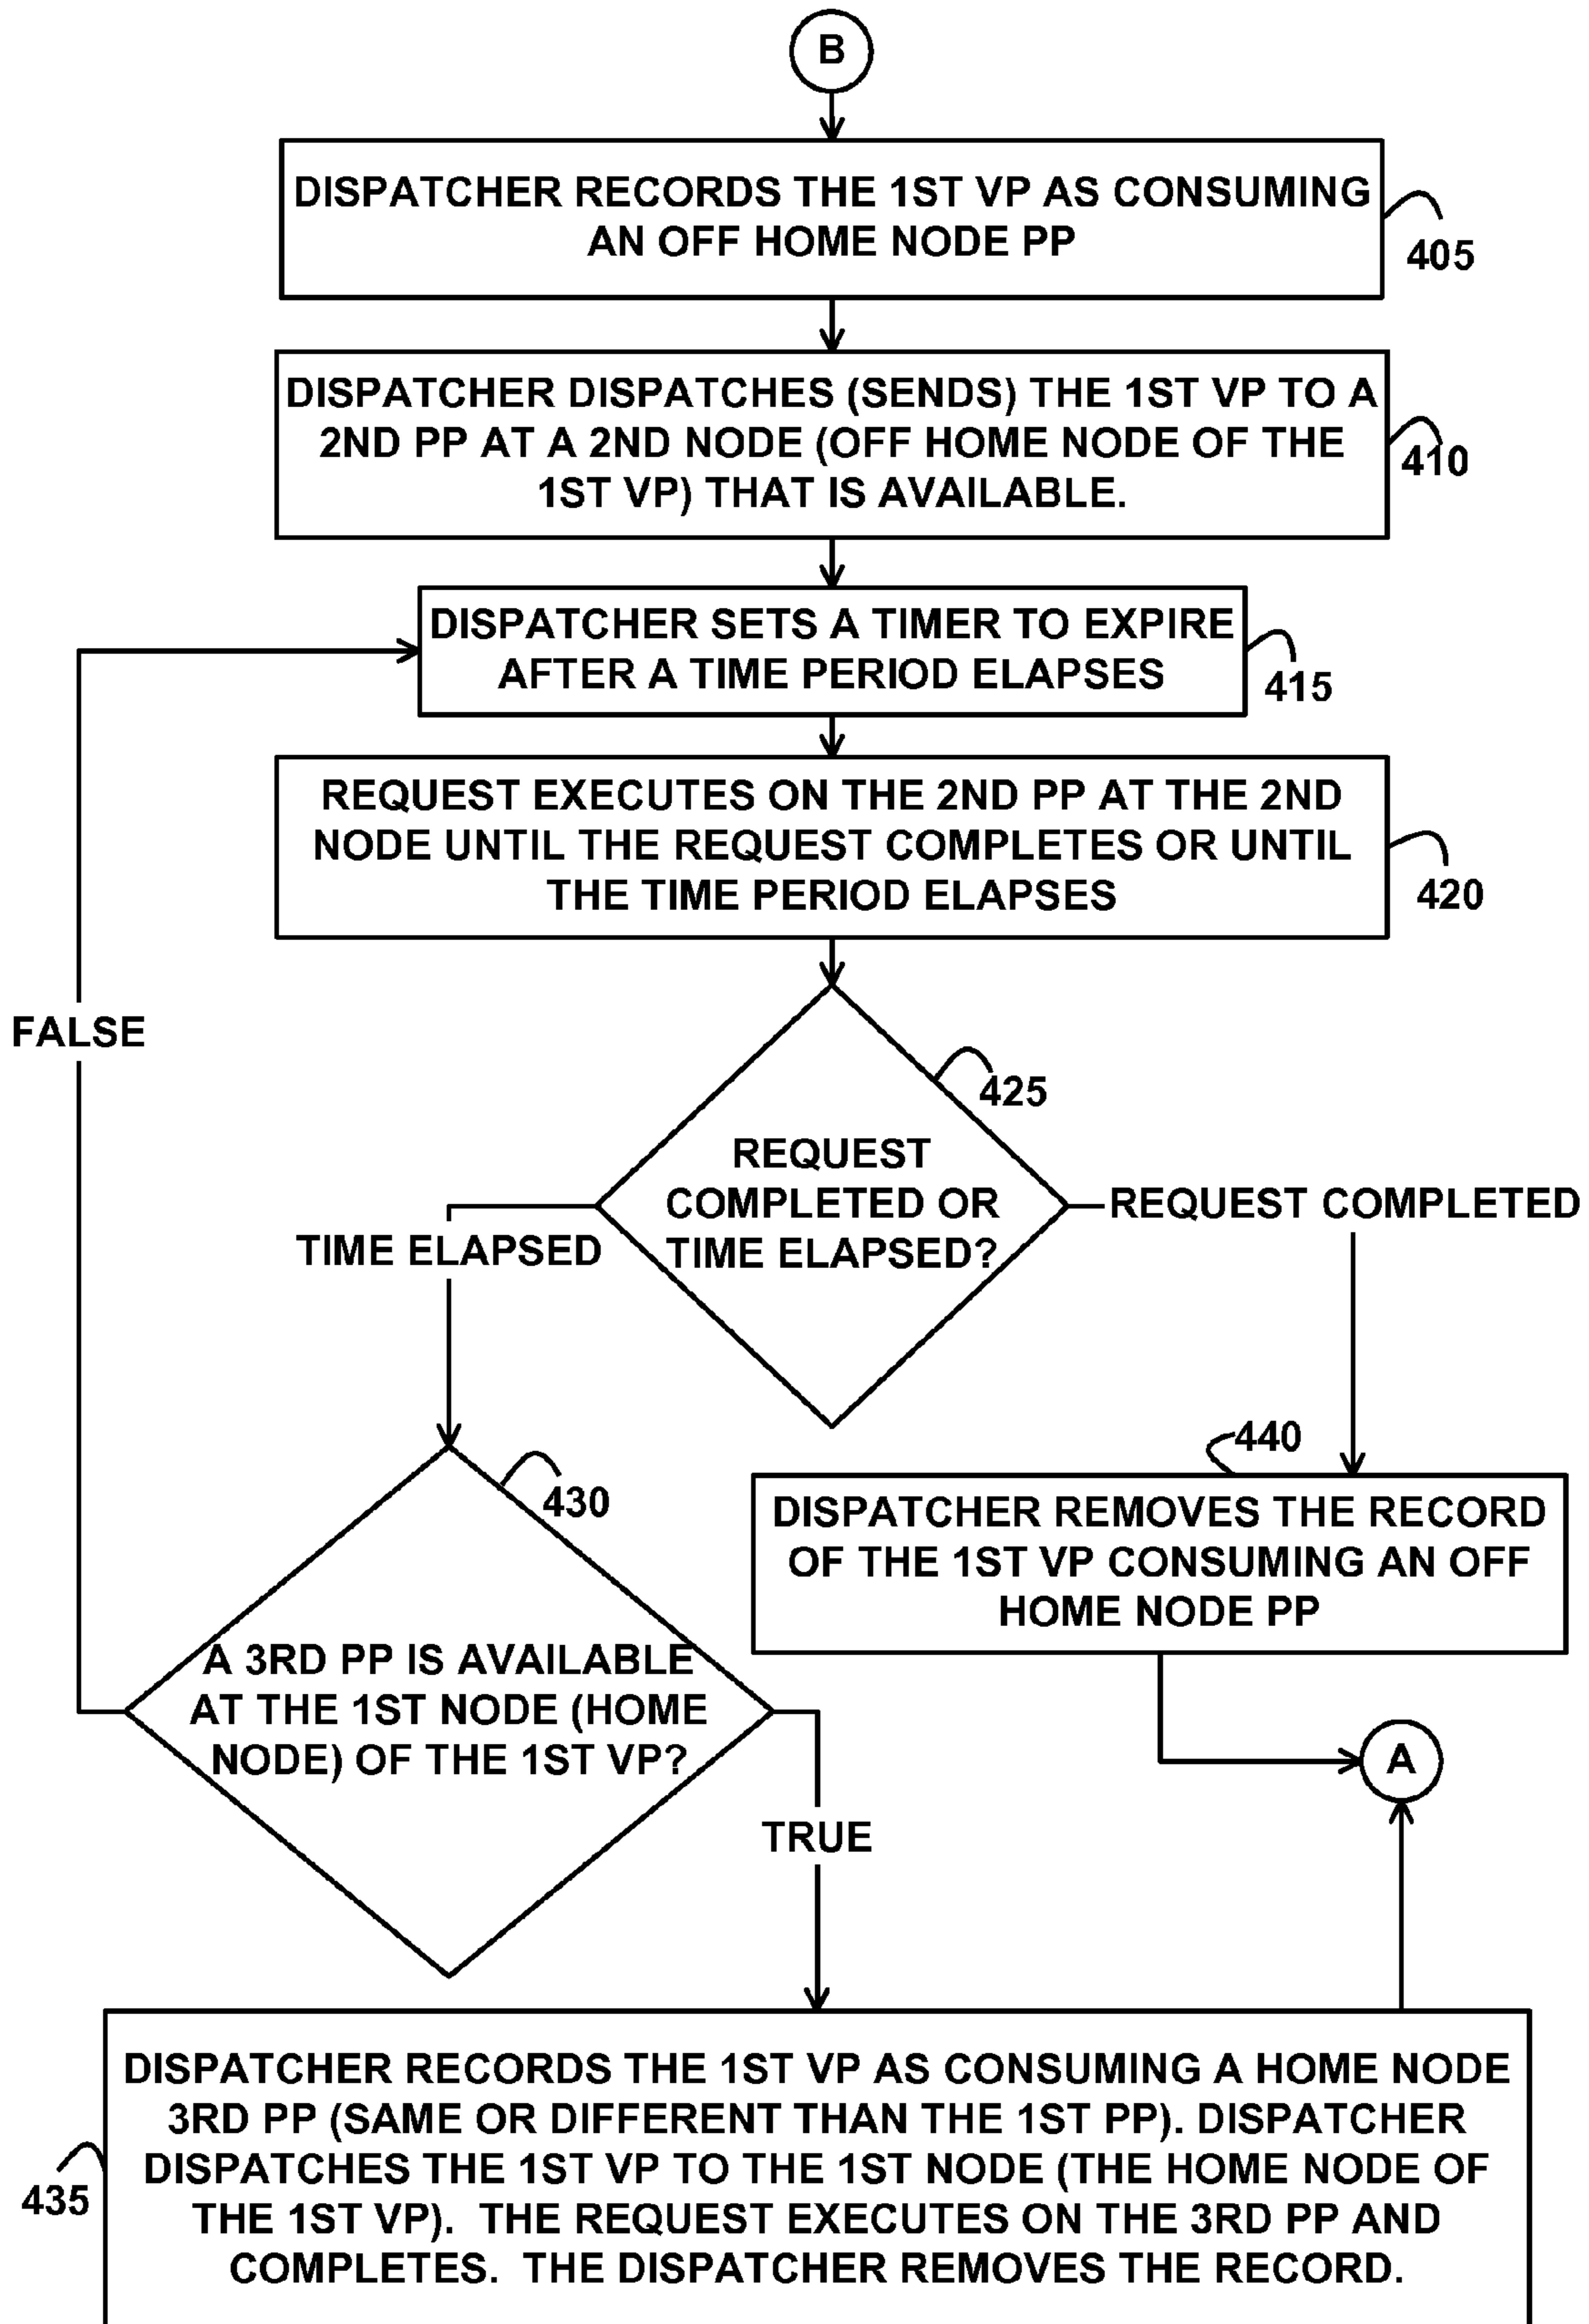 B
DISPATCHER RECORDS THE 1ST VP AS CONSUMING
AN OFF HOME NODE PP
405
DISPATCHER DISPATCHES (SENDS) THE 1ST VP TO A
2ND PP AT A 2ND NODE (OFF HOME NODE OF THE
1ST VP) THAT IS AVAILABLE.
410
DISPATCHER SETS A TIMER TO EXPIRE
AFTER A TIME PERIOD ELAPSES
415
REQUEST EXECUTES ON THE 2ND PP AT THE 2ND
NODE UNTIL THE REQUEST COMPLETES OR UNTIL
THE TIME PERIOD ELAPSES
420
FALSE
425
REQUEST
COMPLETED OR
TIME ELAPSED?
REQUEST COMPLETED
TIME ELAPSED
440
430
DISPATCHER REMOVES THE RECORD
OF THE 1ST VP CONSUMING AN OFF
HOME NODE PP
A 3RD PP IS AVAILABLE
AT THE 1ST NODE (HOME
NODE) OF THE 1ST VP?
A
TRUE
DISPATCHER RECORDS THE 1ST VP AS CONSUMING A HOME NODE
3RD PP (SAME OR DIFFERENT THAN THE 1ST PP). DISPATCHER
DISPATCHES THE 1ST VP TO THE 1ST NODE (THE HOME NODE OF
THE 1ST VP). THE REQUEST EXECUTES ON THE 3RD PP AND
COMPLETES. THE DISPATCHER REMOVES THE RECORD.
435